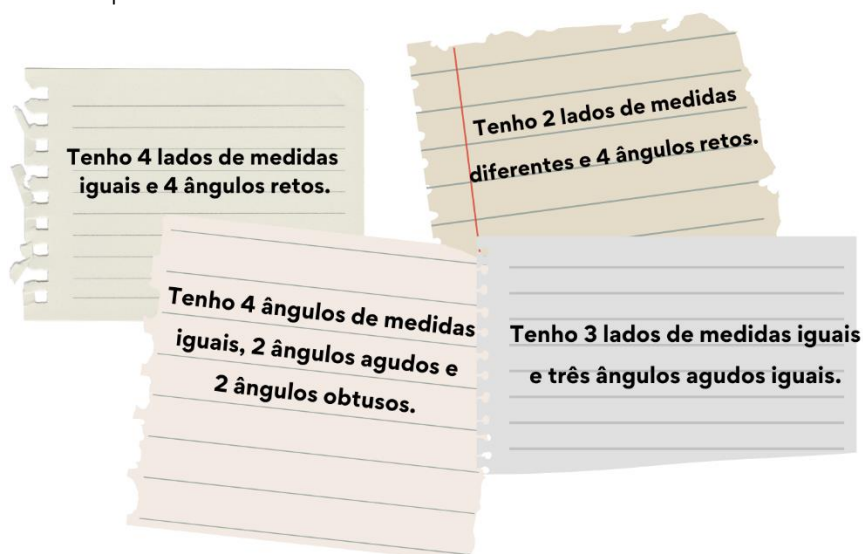 Tenho 4 lados de medidas
iguais e 4 ângulos retos.
Tenho 2 lados de medidas
diferentes e 4 ângulos retos.
Tenho 4 ângulos de medidas
iguais, 2 ângulos agudos e
2 ângulos obtusos.
Tenho 3 lados de medidas iguais
e três ângulos agudos iguais.